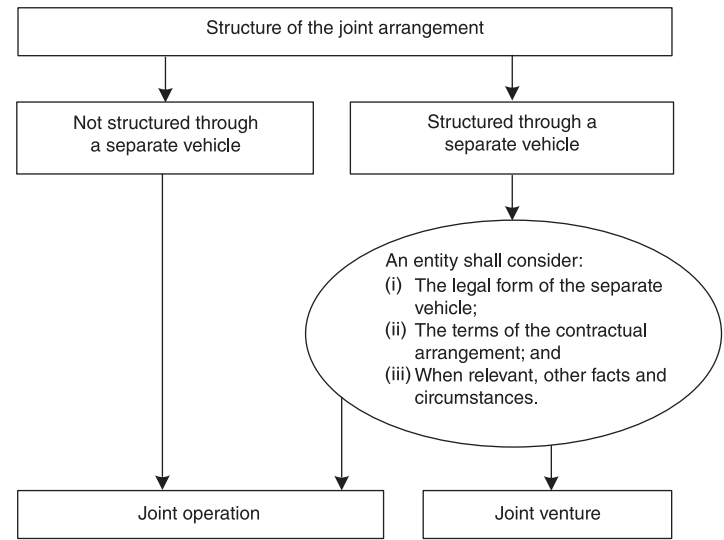 Structure of the joint arrangement
Not structured through
a separate vehicle
Structured through a
separate vehicle
An entity shall consider:
(i) The legal form of the separate
vehicle;
(ii) The terms of the contractual
arrangement; and
(iii) When relevant, other facts and
circumstances.
Joint operation
Joint venture